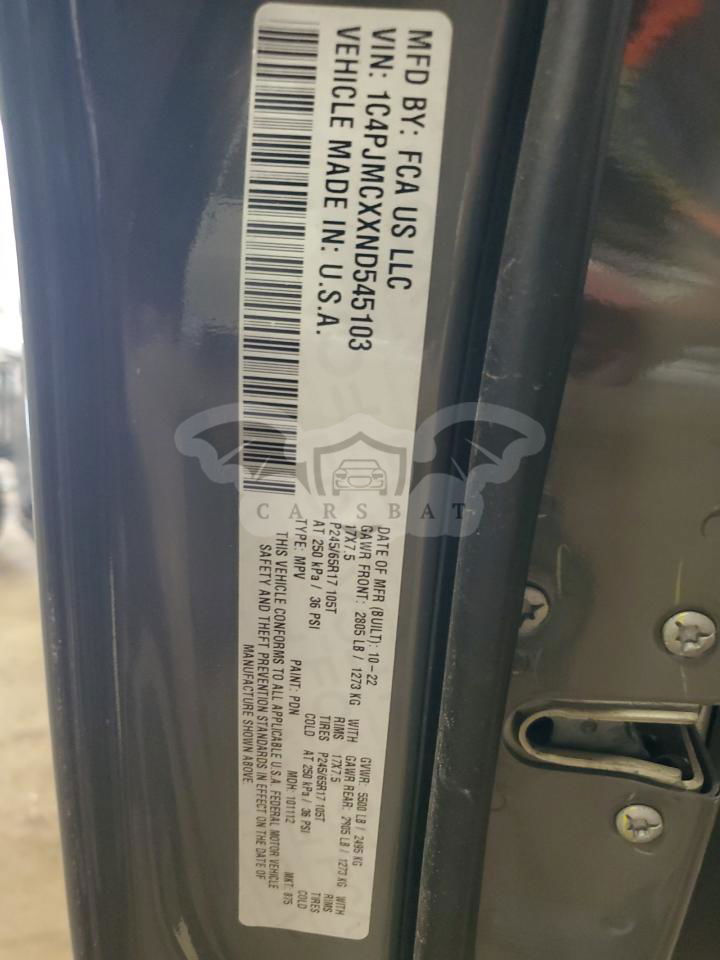 MFD BY: FCA US LLC
VIN: 1C4PJMCXXND545103
VEHICLE MADE IN: U.S.A.
DATE OF MFR (BUILT): 10-22 GVWR: 5500 LB / 2495 KG
GAWR FRONT: 2805 LB / 1273 KG WITH GAWR REAR: 2805 LB / 1273 KG WITH
17X7.5 RIMS 17X7.5 RIMS
P245/65R17 105T TIRES P245/65R17 105T TIRES
AT 250 kPa / 36 PSI COLD AT 250 kPa / 36 PSI COLD
TYPE: MPV PAINT: PDN MDH: 101112 MKT: 875
THIS VEHICLE CONFORMS TO ALL APPLICABLE U.S.A. FEDERAL MOTOR VEHICLE
SAFETY AND THEFT PREVENTION STANDARDS IN EFFECT ON THE DATE OF
MANUFACTURE SHOWN ABOVE
CARSBAT